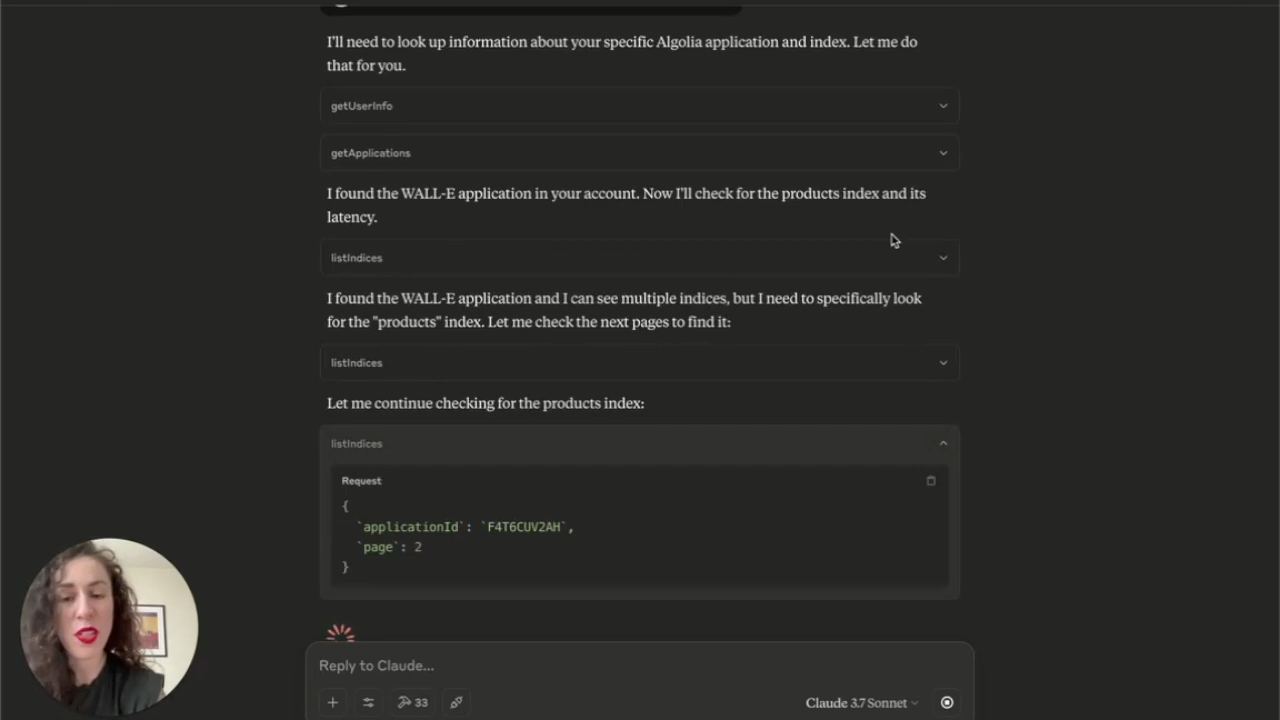 I'll need to look up information about your specific Algolia application and index. Let me do
that for you.
getUserInfo
getApplications
I found the WALL-E application in your account. Now I'll check for the products index and its
latency.
listIndices
I found the WALL-E application and I can see multiple indices, but I need to specifically look
for the "products" index. Let me check the next pages to find it:
listIndices
Let me continue checking for the products index:
listIndices
Request
{
`applicationId`: `F4T6CUV2AH`,
`page`: 2
}
Reply to Claude...
33
Claude 3.7 Sonnet